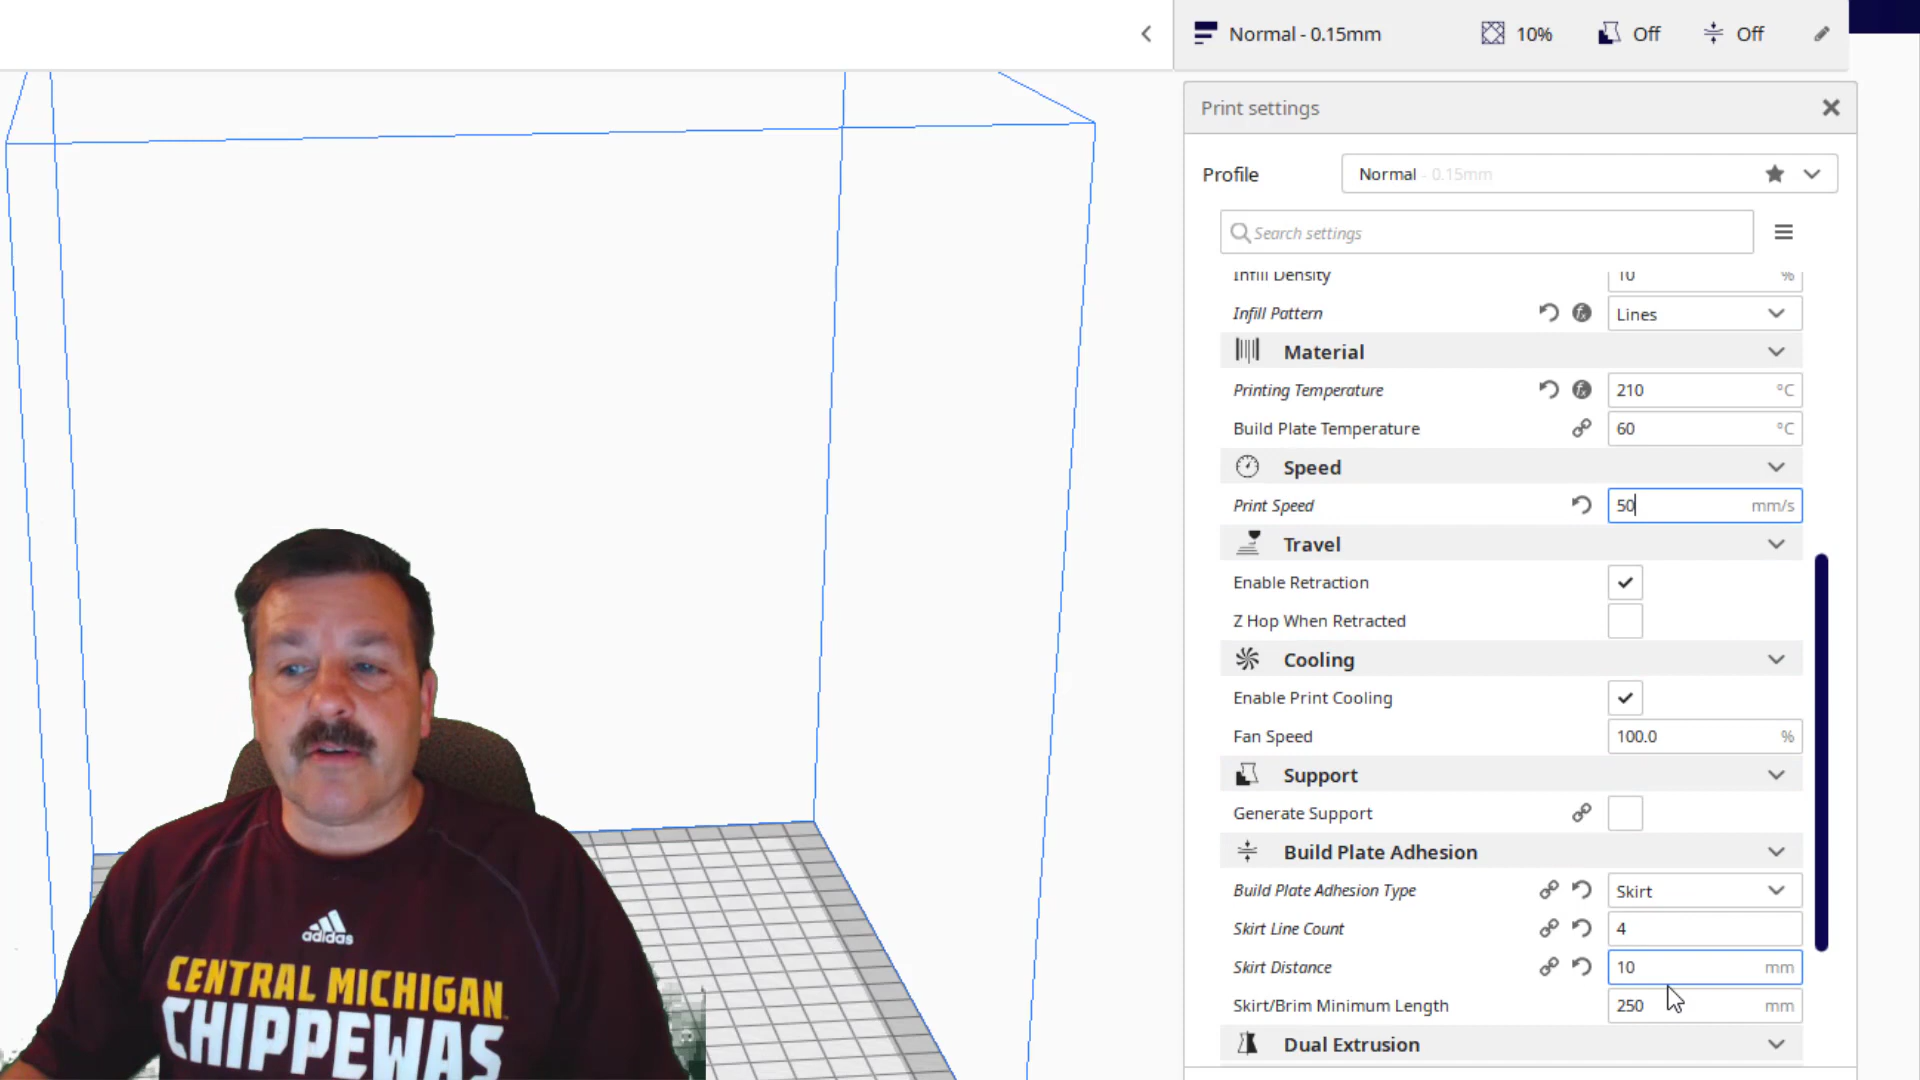 Normal - 0.15mm 10% Off Off
Print settings
Profile Normal - 0.15mm
Search settings
Infill Density 10 %
Infill Pattern fx Lines
Material
Printing Temperature fx 210 °C
Build Plate Temperature 60 °C
Speed
Print Speed 50 mm/s
Travel
Enable Retraction
Z Hop When Retracted
Cooling
Enable Print Cooling
Fan Speed 100.0 %
Support
Generate Support
Build Plate Adhesion
Build Plate Adhesion Type Skirt
Skirt Line Count 4
Skirt Distance 10 mm
Skirt/Brim Minimum Length 250 mm
Dual Extrusion
adidas
CENTRAL MICHIGAN
CHIPPEWAS